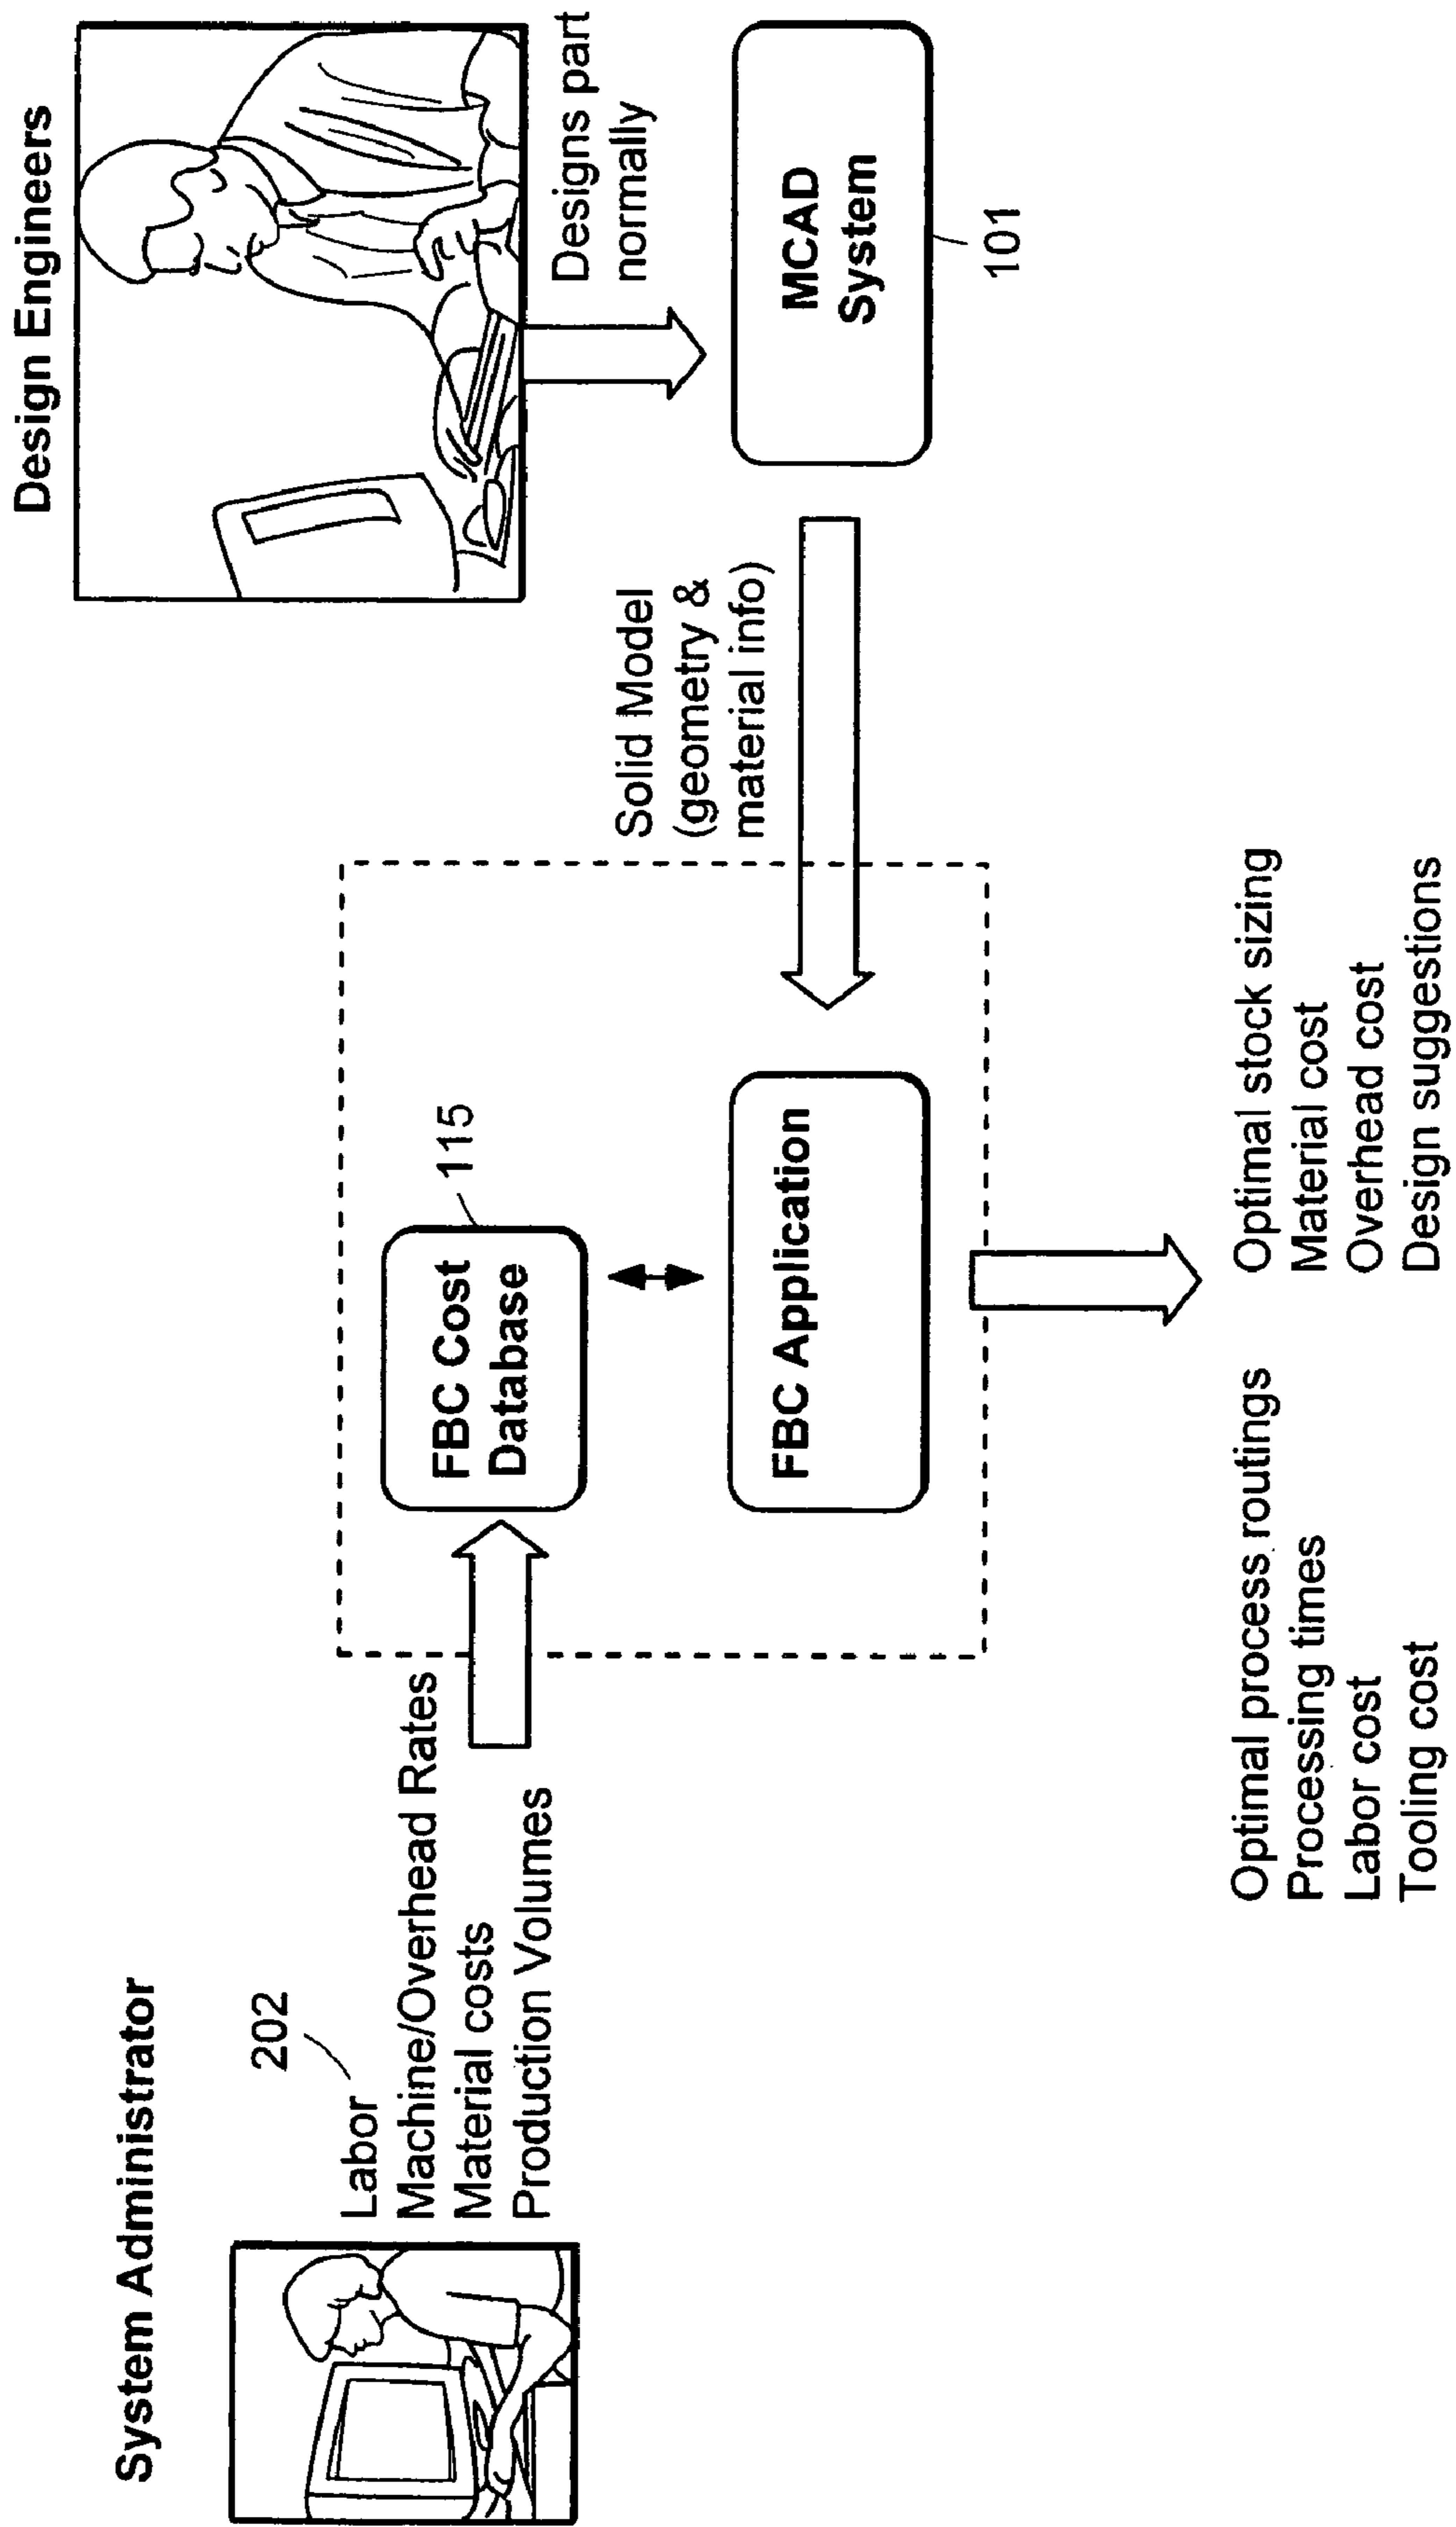 System Administrator
Design Engineers
202
Labor
Machine/Overhead Rates
Material costs
Production Volumes
FBC Cost
Database
115
FBC Application
Solid Model
(geometry &
material info)
Designs part
normally
MCAD
System
101
Optimal process routings
Processing times
Labor cost
Tooling cost
Optimal stock sizing
Material cost
Overhead cost
Design suggestions